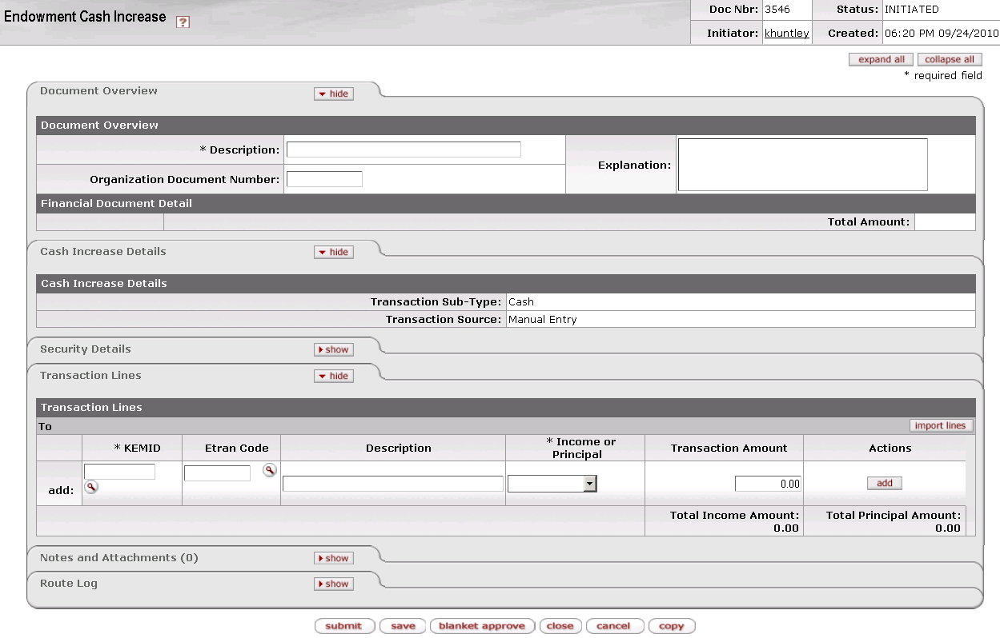 Endowment Cash Increase ?
Doc Nbr: 3546 Status: INITIATED
Initiator: khuntley Created: 06:20 PM 09/24/2010
expand all collapse all
* required field
Document Overview hide
Document Overview
* Description:
Explanation:
Organization Document Number:
Financial Document Detail
Total Amount:
Cash Increase Details hide
Cash Increase Details
Transaction Sub-Type: Cash
Transaction Source: Manual Entry
Security Details show
Transaction Lines hide
Transaction Lines
To import lines
* KEMID Etran Code Description * Income or Principal Transaction Amount Actions
add: 0.00 add
Total Income Amount: Total Principal Amount:
0.00 0.00
Notes and Attachments (0) show
Route Log show
submit save blanket approve close cancel copy